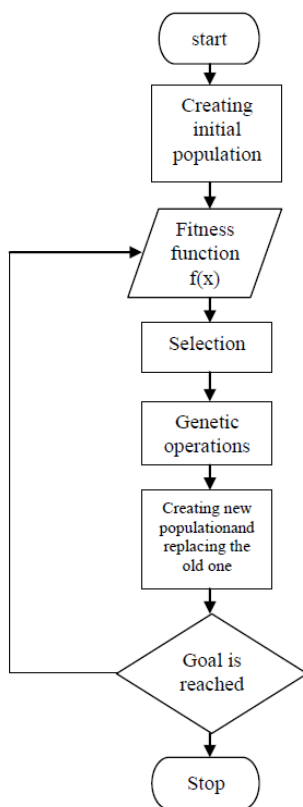 start
Creating
initial
population
Fitness
function
f(x)
Selection
Genetic
operations
Creating new
populationand
replacing the
old one
Goal is
reached
Stop